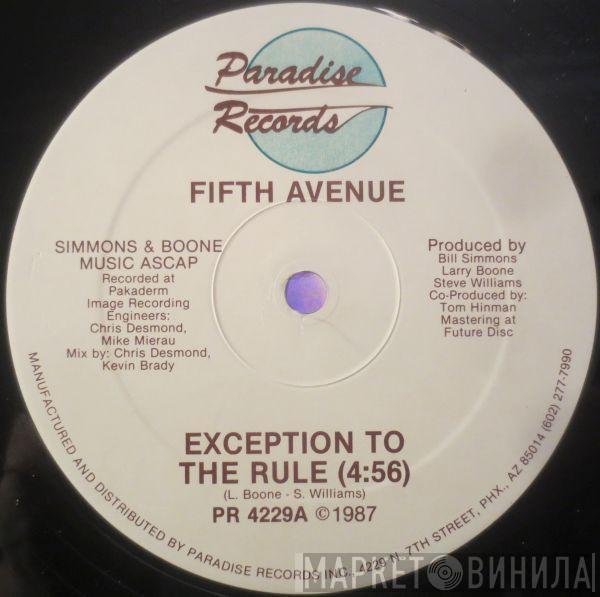 Paradise
Records
FIFTH AVENUE
SIMMONS & BOONE
MUSIC ASCAP
Recorded at
Pakaderm
Image Recording
Engineers:
Chris Desmond,
Mike Mierau
Mix by: Chris Desmond,
Kevin Brady
Produced by
Bill Simmons
Larry Boone
Steve Williams
Co-Produced by:
Tom Hinman
Mastering at
Future Disc
EXCEPTION TO
THE RULE (4:56)
(L. Boone - S. Williams)
PR 4229A ©1987
MANUFACTURED AND DISTRIBUTED BY PARADISE RECORDS INC., 4229 N. 7TH STREET, PHX., AZ 85014 (602) 277-7990
МАРКЕТ ВИНИЛА